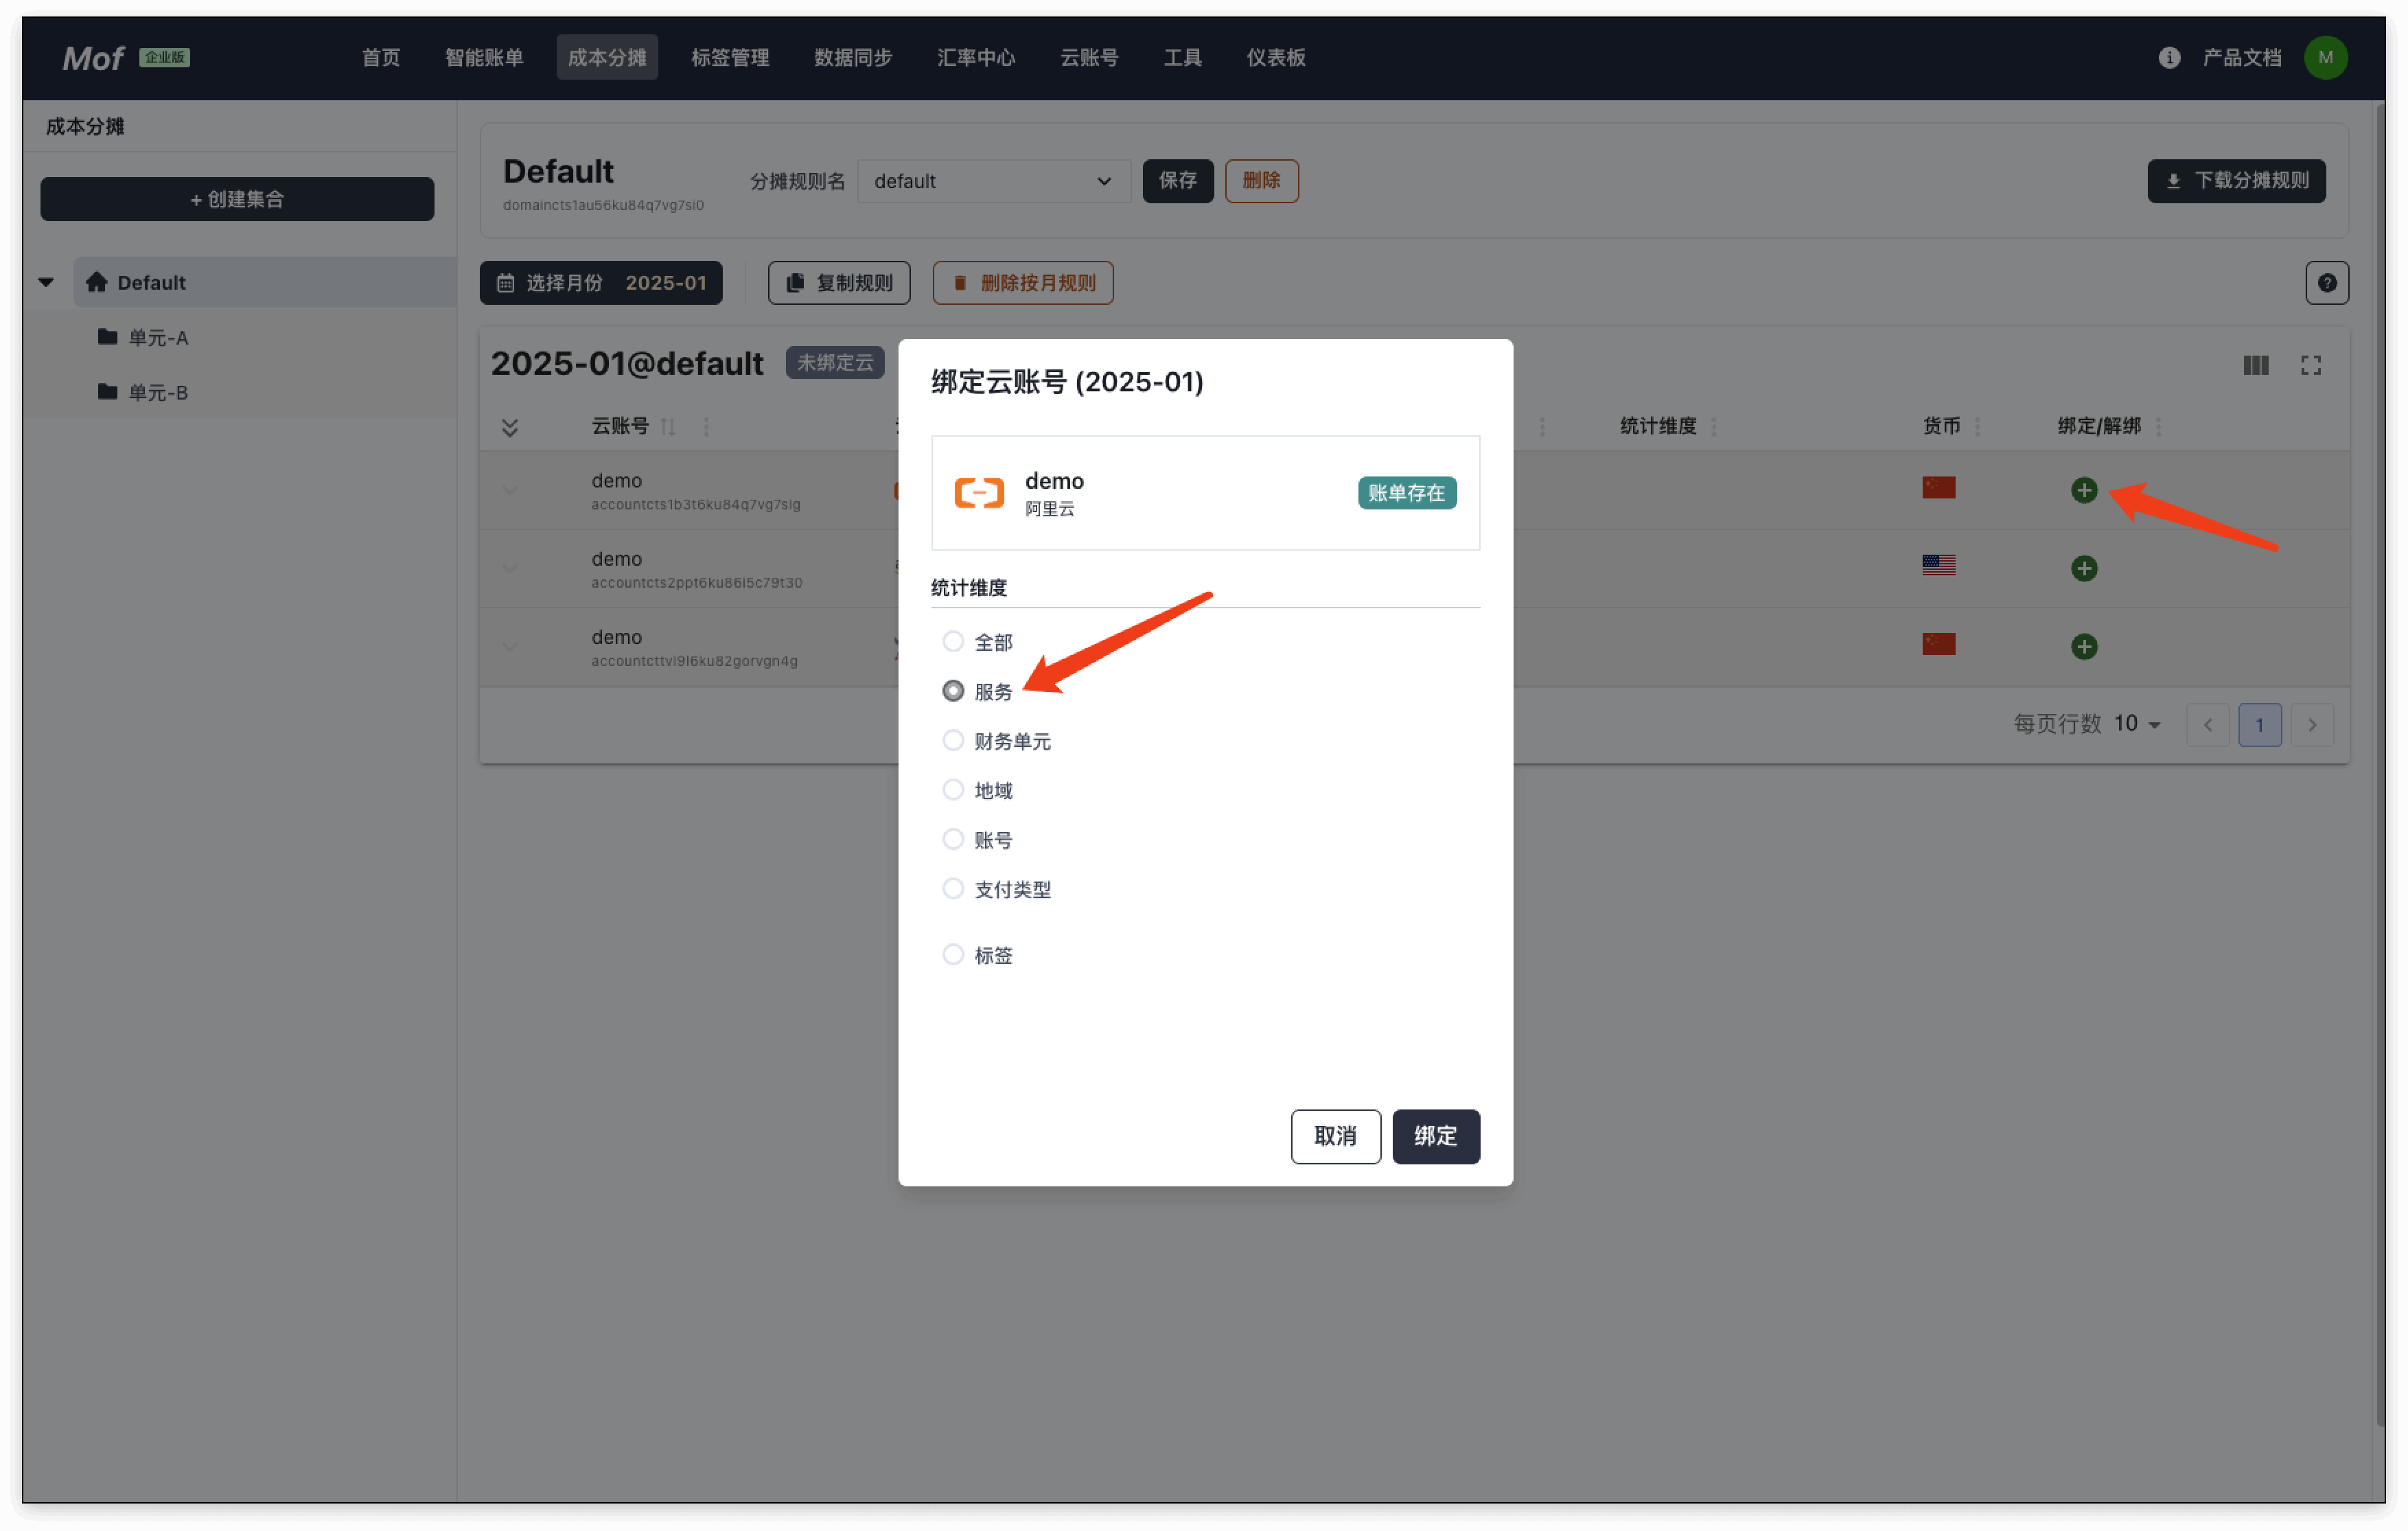 Mof 企业版 首页 智能账单 成本分摊 标签管理 数据同步 汇率中心 云账号 工具 仪表板 产品文档 M
成本分摊
+ 创建集合
Default
单元-A
单元-B
Default
domaincts1au56ku84q7vg7si0
分摊规则名 default 保存 删除 下载分摊规则
选择月份 2025-01 复制规则 删除按月规则
2025-01@default 未绑定云
云账号 统计维度 货币 绑定/解绑
demo
accountcts1b3t6ku84q7vg7sig
demo
accountcts2ppt6ku86l5c79t30
demo
accountcttvl9l6ku82gorvgn4g
每页行数 10 1
绑定云账号 (2025-01)
demo
阿里云
账单存在
统计维度
全部
服务
财务单元
地域
账号
支付类型
标签
取消 绑定